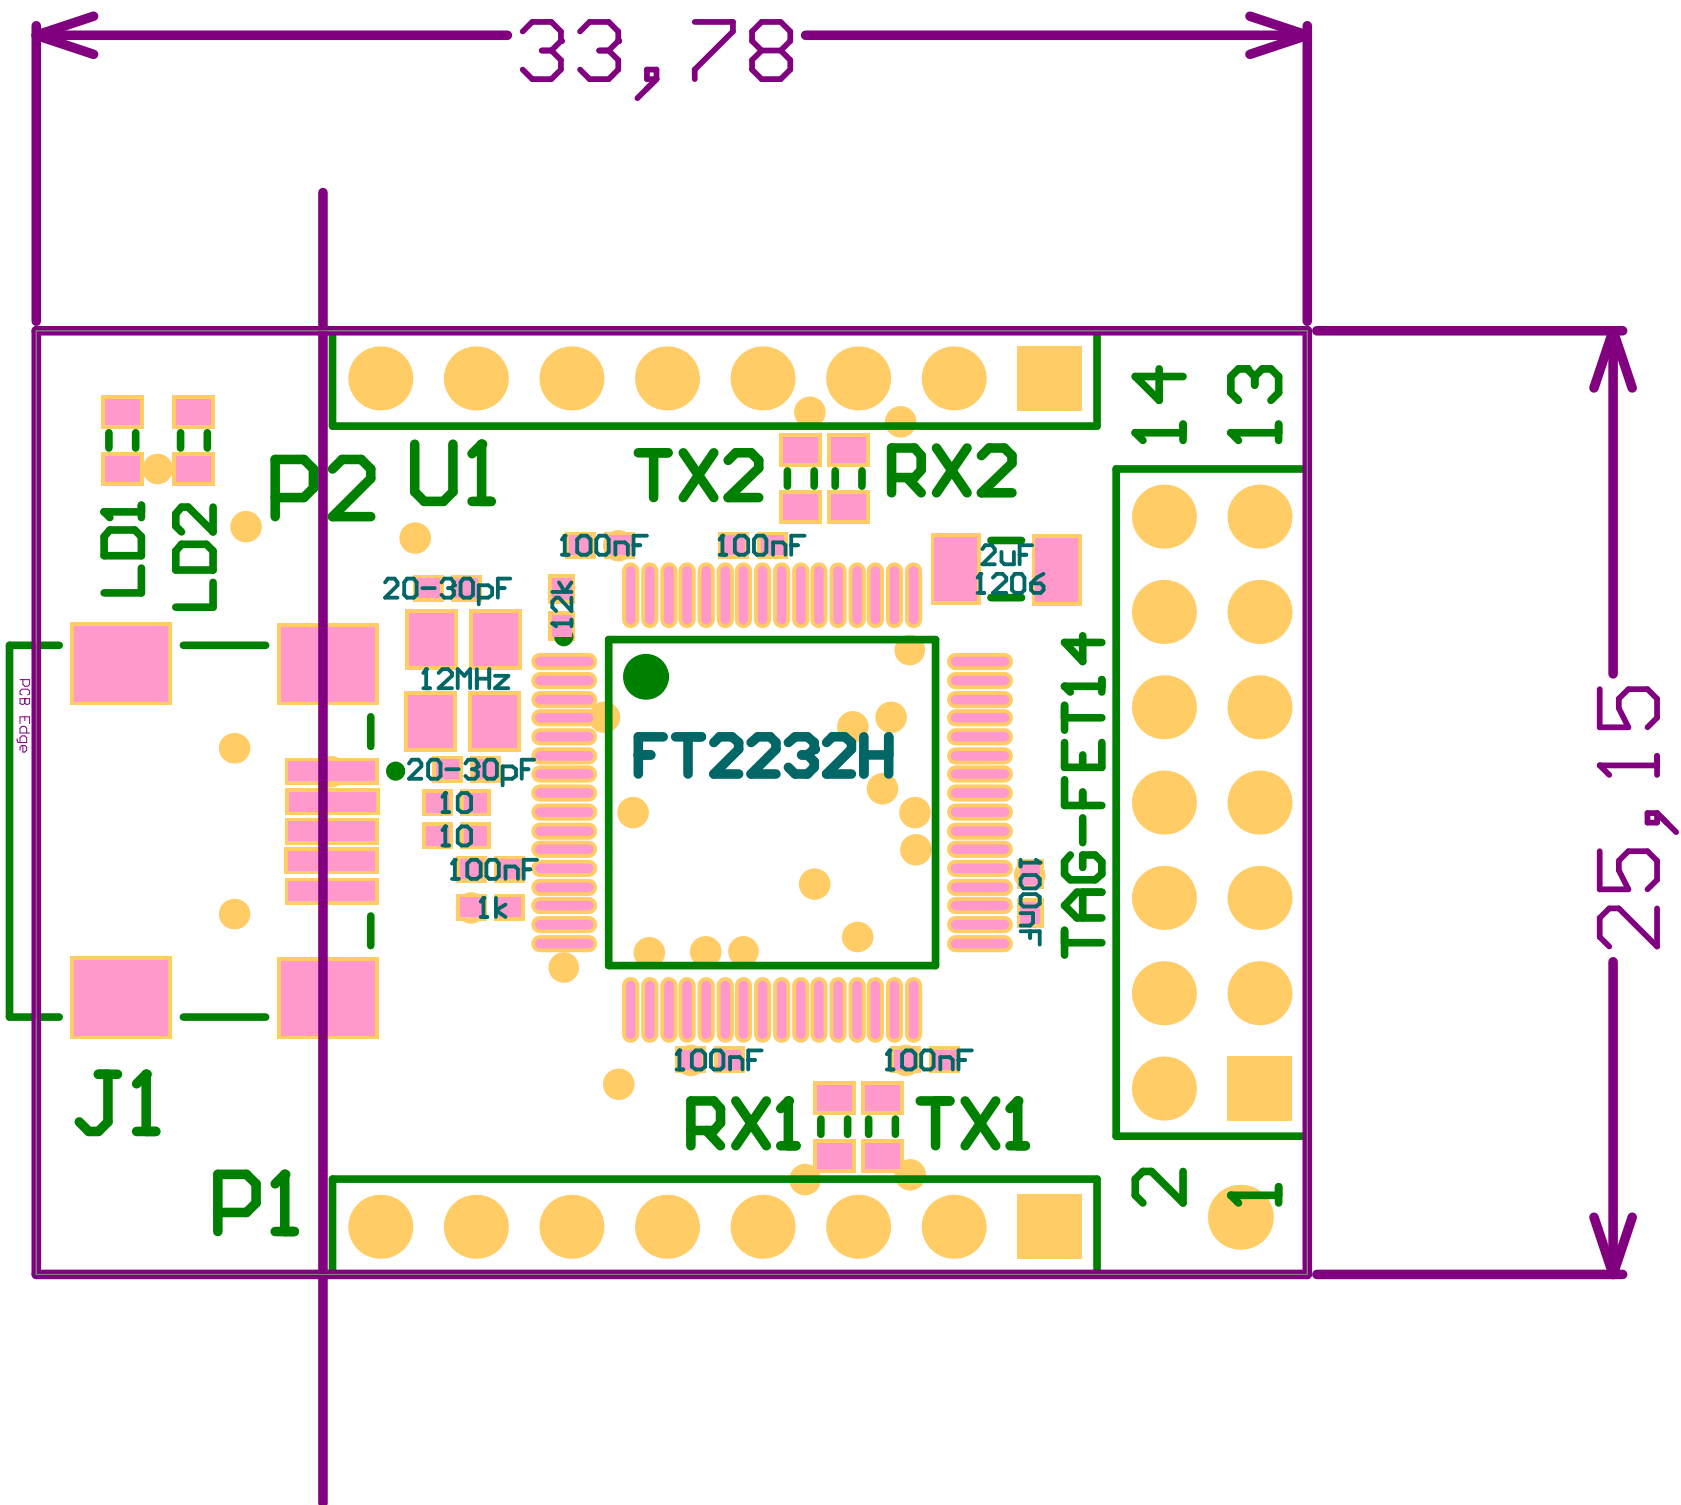 33,78
14
13
P2
U1
TX2
RX2
LD1
LD2
100nF
100nF
2uF
1206
20-30pF
12k
12MHz
PCB Edge
FT2232H
TAG-FET14
25,15
20-30pF
10
10
100nF
1k
100nF
100nF
100nF
J1
RX1
TX1
P1
2
1